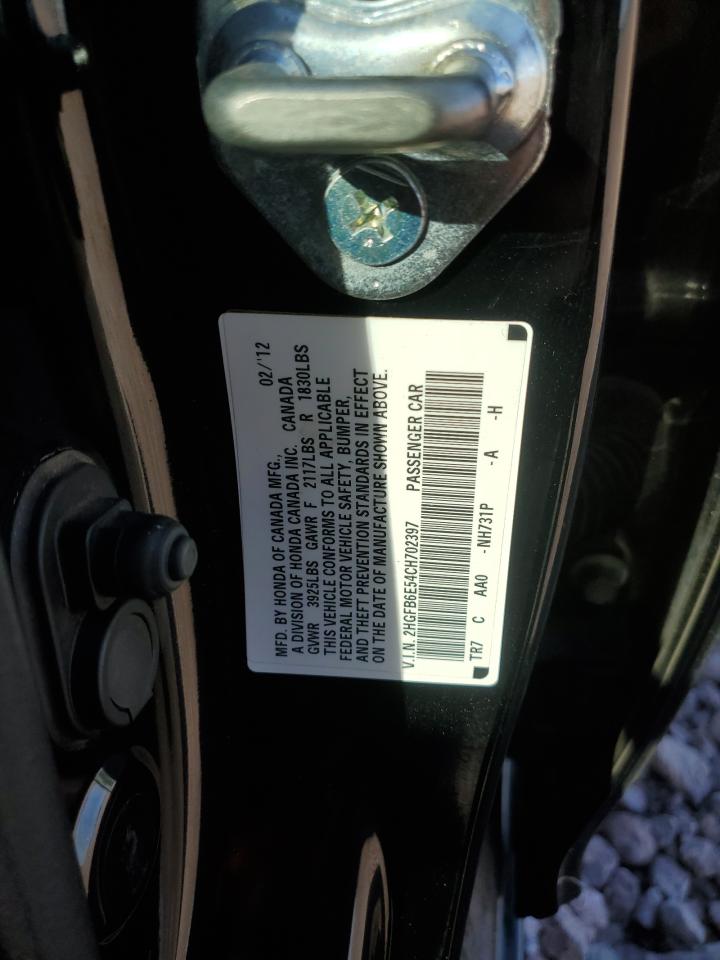 MFD. BY HONDA OF CANADA MFG., 02/'12
A DIVISION OF HONDA CANADA INC. CANADA
GVWR 3925LBS GAWR F 2117LBS R 1830LBS
THIS VEHICLE CONFORMS TO ALL APPLICABLE
FEDERAL MOTOR VEHICLE SAFETY, BUMPER,
AND THEFT PREVENTION STANDARDS IN EFFECT
ON THE DATE OF MANUFACTURE SHOWN ABOVE.
V.I.N. 2HGFB6E54CH702397 PASSENGER CAR
TR7 C AA0 -NH731P -A -H